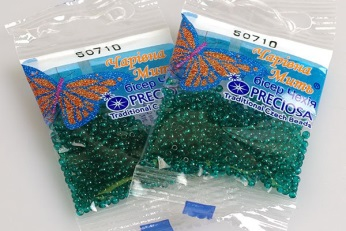 50710
Чарівна
Мить
бісер Чехія
PRECIOSA
Traditional Czech Beads
50710
Чарівна
Мить
бісер Чехія
PRECIOSA
Traditional Czech Beads